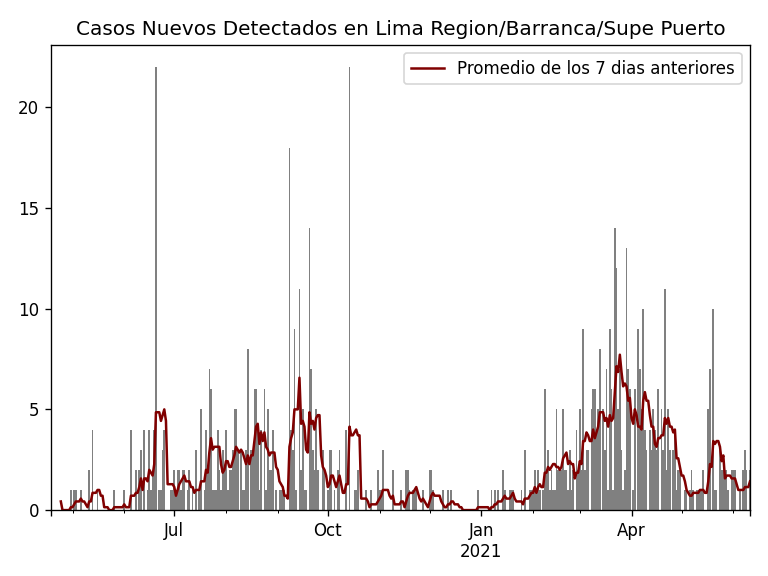 Casos Nuevos Detectados en Lima Region/Barranca/Supe Puerto
Promedio de los 7 dias anteriores
20
15
10
5
0
Jul
Oct
Jan
2021
Apr